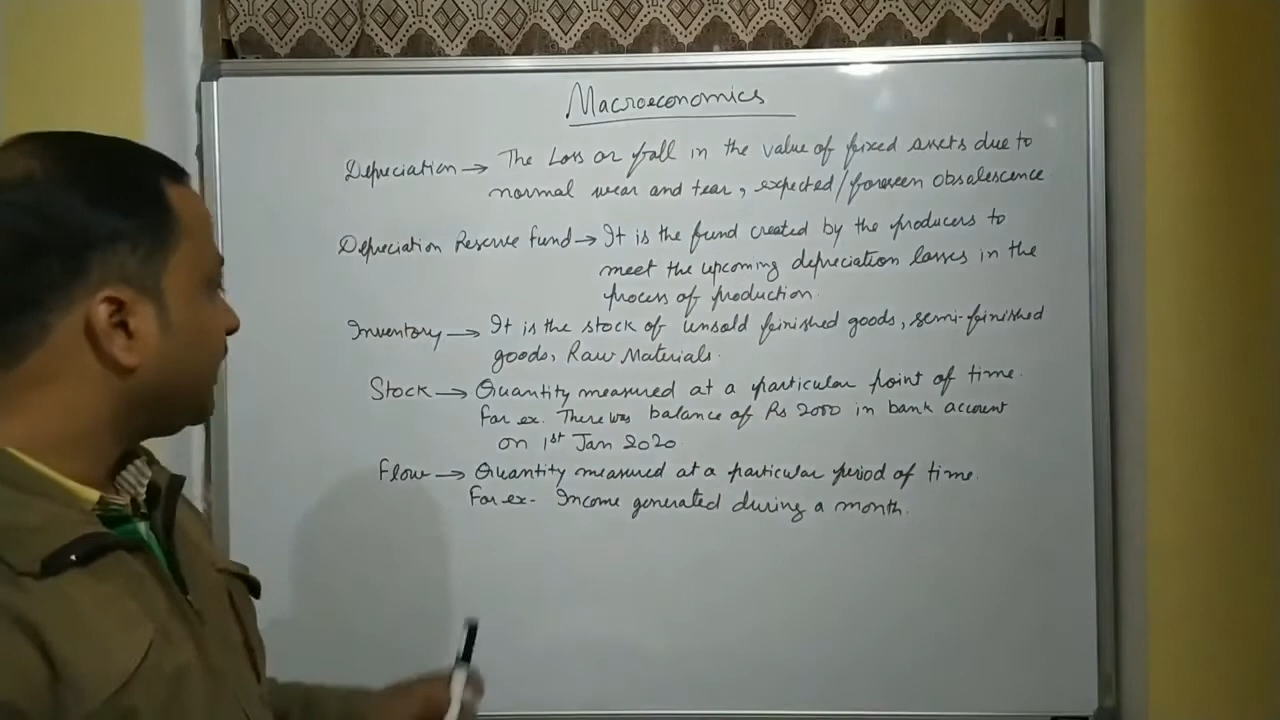 Macroeconomics
Depreciation → The Loss or fall in the value of fixed assets due to
normal wear and tear, expected/foreseen obsalescence
Depreciation Reserve Fund → It is the fund created by the producers to
meet the upcoming depreciation losses in the
process of production.
Inventory → It is the stock of unsold finished goods, semi-finished
goods, Raw Materials.
Stock → Quantity measured at a particular point of time.
For ex. There was balance of Rs 2000 in bank account
on 1st Jan 2020
Flow → Quantity measured at a particular period of time.
For ex- Income generated during a month.